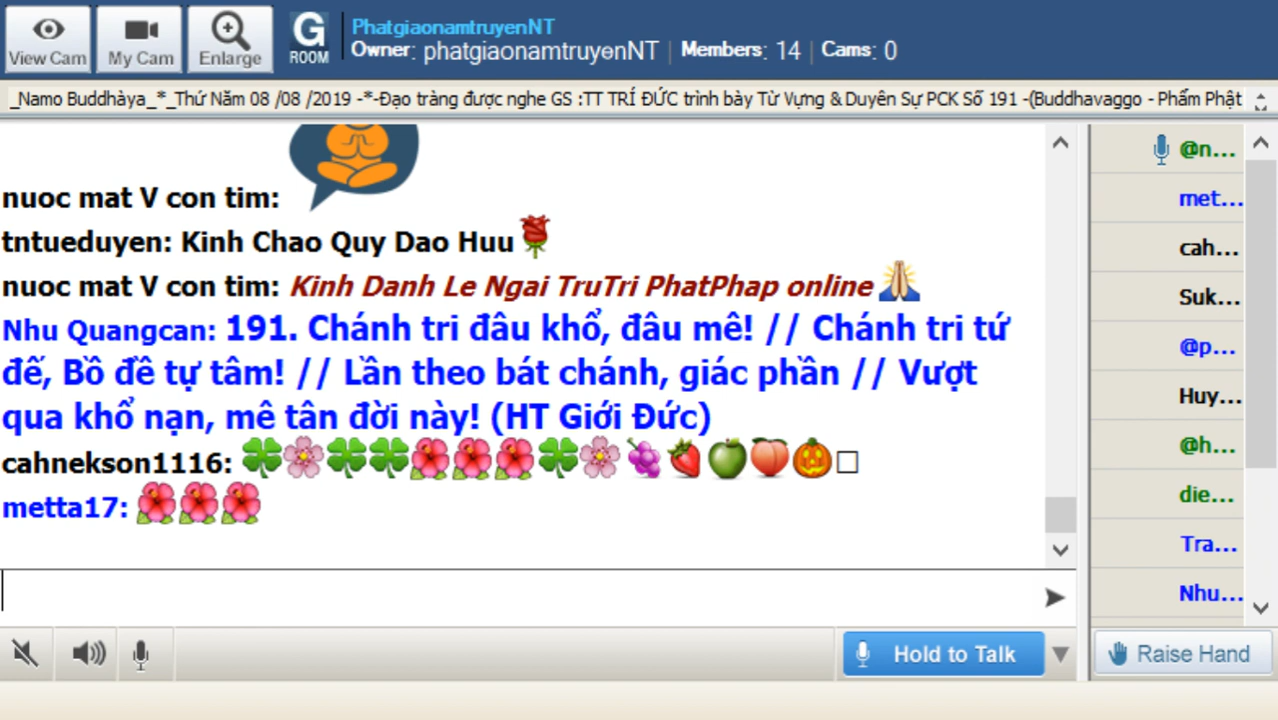 View Cam
My Cam
Enlarge
G
ROOM
PhatgiaonamtruyenNT
Owner: phatgiaonamtruyenNT | Members: 14 | Cams: 0
_Namo Buddhàya_*_Thứ Năm 08 /08 /2019 -*-Đạo tràng được nghe GS :TT TRÍ ĐỨC trình bày Từ Vựng & Duyên Sự PCK Số 191 -(Buddhavaggo - Phẩm Phật
nuoc mat V con tim:
tntueduyen: Kinh Chao Quy Dao Huu
nuoc mat V con tim: Kinh Danh Le Ngai TruTri PhatPhap online
Nhu Quangcan: 191. Chánh tri đâu khổ, đâu mê! // Chánh tri tứ
đế, Bồ đề tự tâm! // Lần theo bát chánh, giác phần // Vượt
qua khổ nạn, mê tân đời này! (HT Giới Đức)
cahnekson1116:
metta17:
@n...
met...
cah...
Suk...
@p...
Huy...
@h...
die...
Tra...
Nhu...
Hold to Talk
Raise Hand